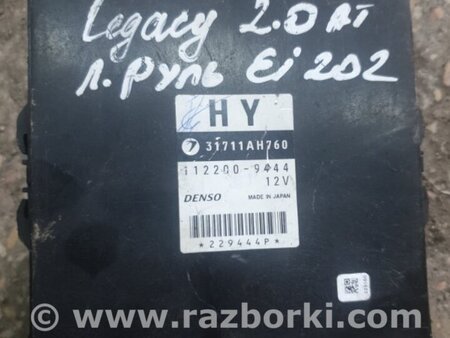 Legacy 2.0 AT
л. руль Ej 202
HY
31711AH760
112200-9444
12V
DENSO MADE IN JAPAN
*229444P*
www.razborki.com